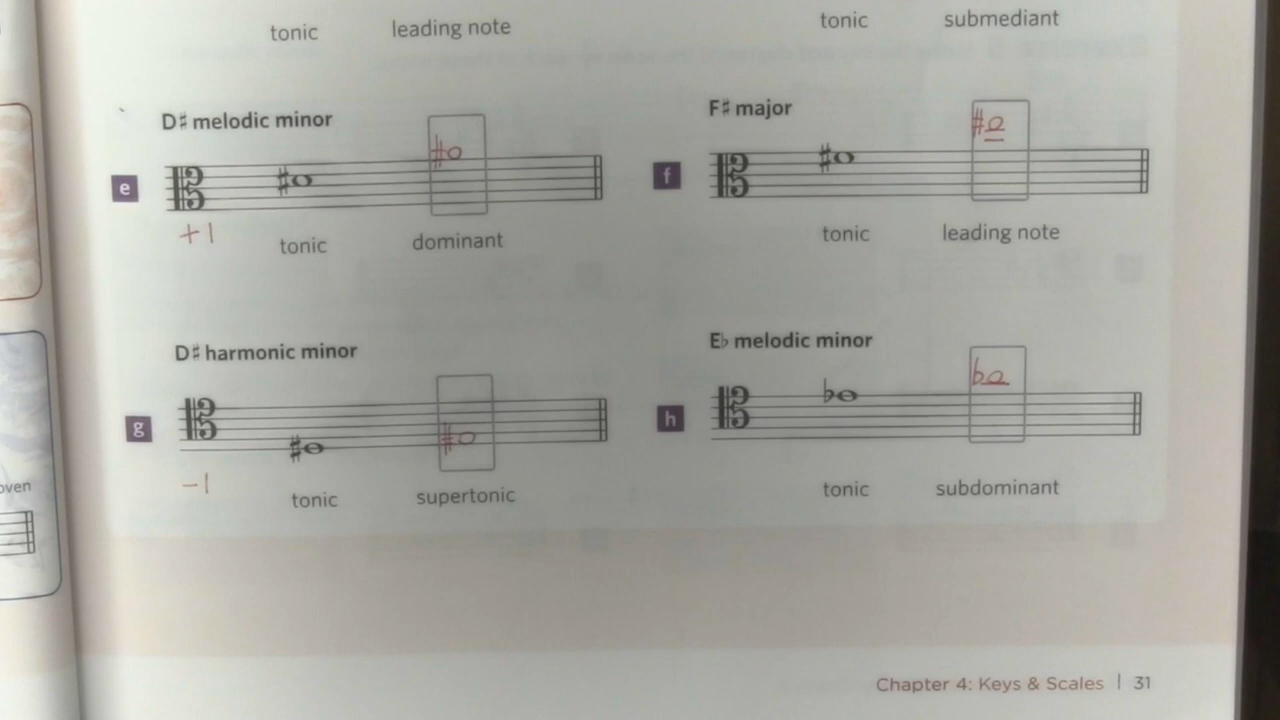 tonic leading note
tonic submediant
D♯ melodic minor
F♯ major
e
f
+1
tonic dominant
tonic leading note
D♯ harmonic minor
E♭ melodic minor
g
h
-1
tonic supertonic
tonic subdominant
oven
Chapter 4: Keys & Scales | 31